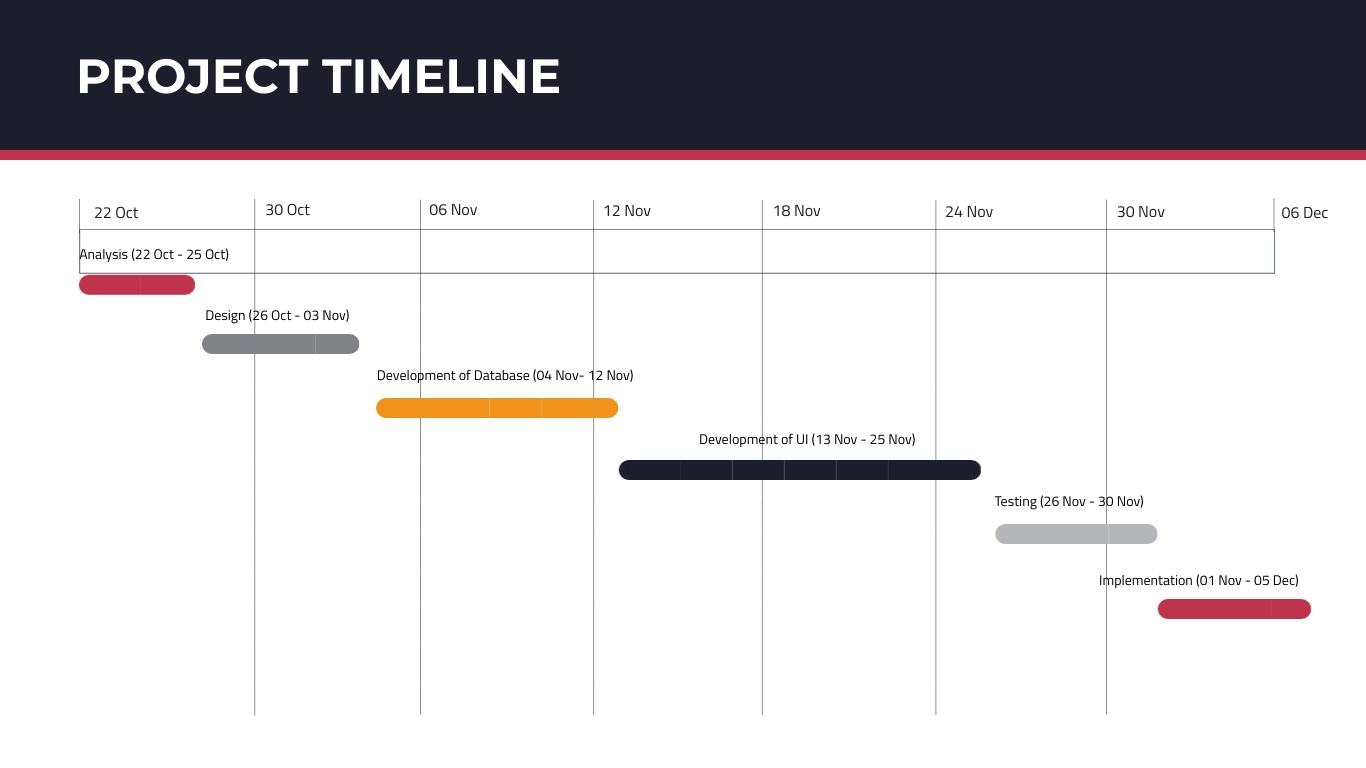 PROJECT TIMELINE
22 Oct
30 Oct
06 Nov
12 Nov
18 Nov
24 Nov
30 Nov
06 Dec
Analysis (22 Oct - 25 Oct)
Design (26 Oct - 03 Nov)
Development of Database (04 Nov- 12 Nov)
Development of UI (13 Nov - 25 Nov)
Testing (26 Nov - 30 Nov)
Implementation (01 Nov - 05 Dec)